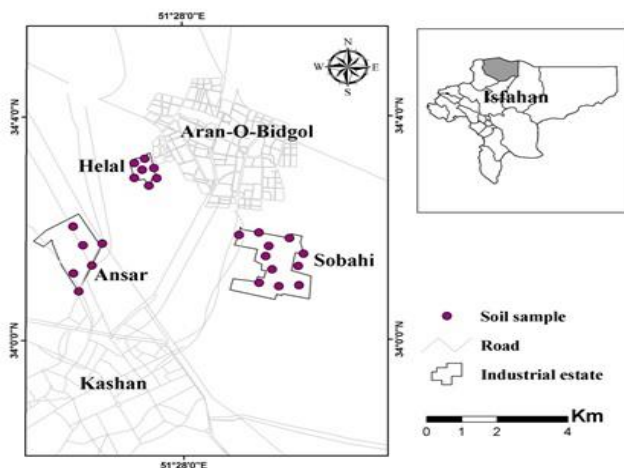 51°28'0"E
N
W E
S
Aran-O-Bidgol
Helal
34°4'0"N
34°4'0"N
Ansar
Sobahi
34°0'0"N
34°0'0"N
Kashan
51°28'0"E
Isfahan
Soil sample
Road
Industrial estate
Km
0 1 2 4